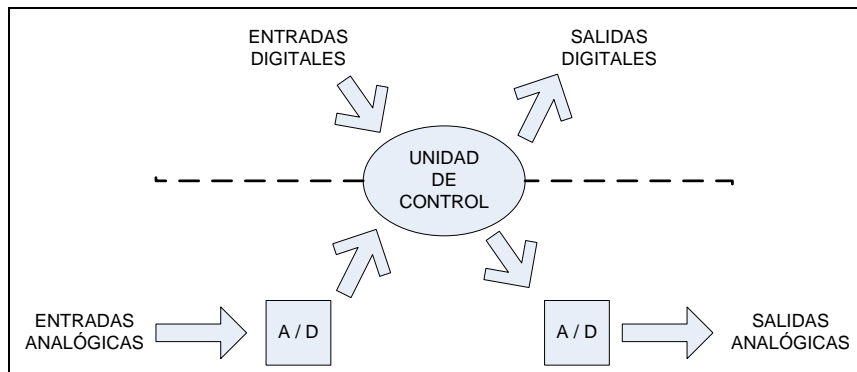 ENTRADAS
DIGITALES
SALIDAS
DIGITALES
UNIDAD
DE
CONTROL
ENTRADAS
ANALÓGICAS
A / D
A / D
SALIDAS
ANALÓGICAS